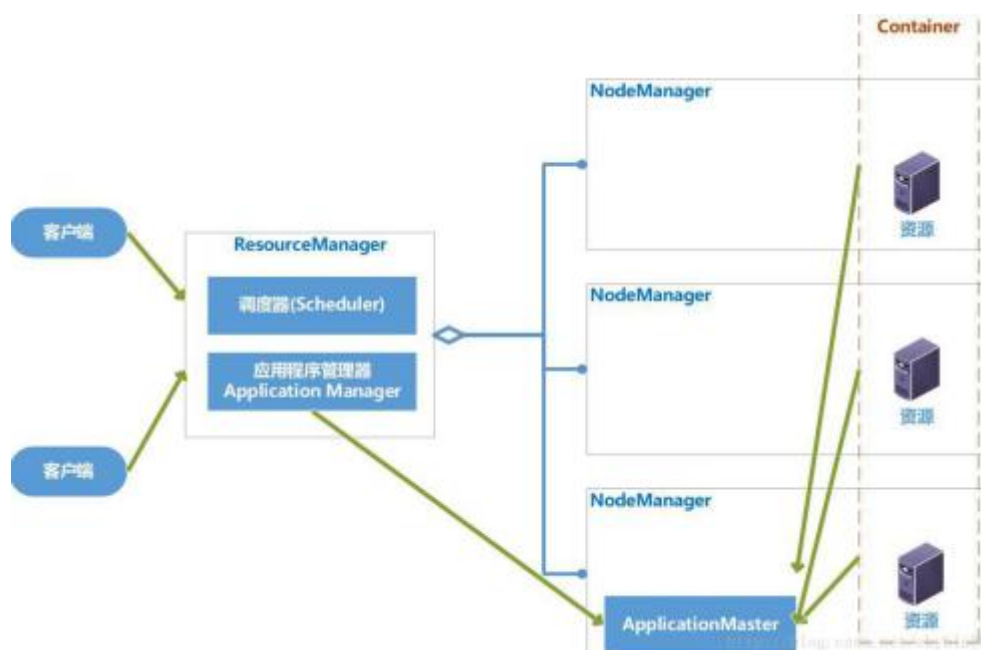 Container
NodeManager
资源
客户端
ResourceManager
调度器(Scheduler)
应用程序管理器
Application Manager
NodeManager
资源
客户端
NodeManager
ApplicationMaster
资源